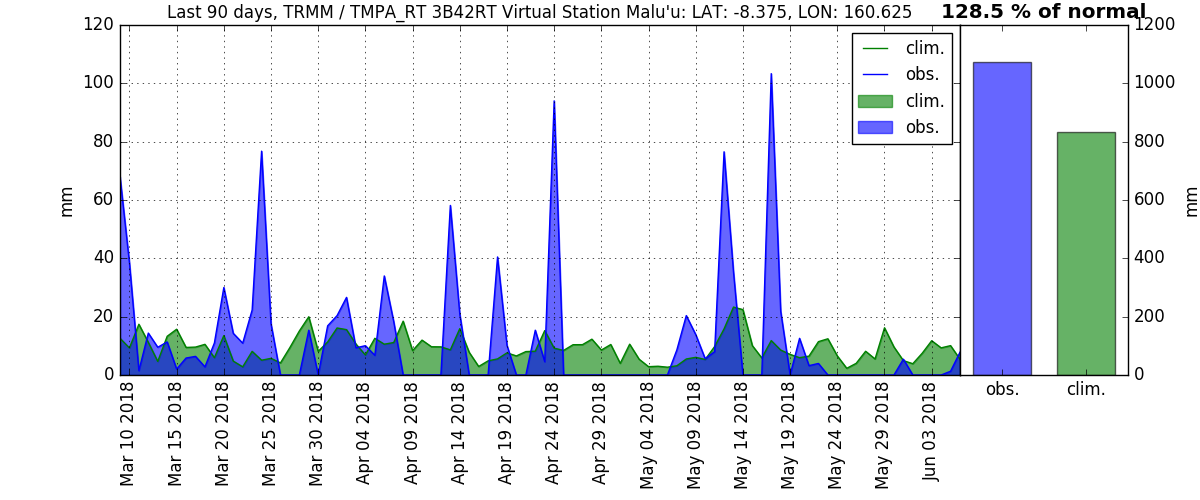 Last 90 days, TRMM / TMPA_RT 3B42RT Virtual Station Malu'u: LAT: -8.375, LON: 160.625
128.5 % of normal
120
100
80
60
40
20
0
mm
clim.
obs.
clim.
obs.
1200
1000
800
600
400
200
0
mm
Mar 10 2018
Mar 15 2018
Mar 20 2018
Mar 25 2018
Mar 30 2018
Apr 04 2018
Apr 09 2018
Apr 14 2018
Apr 19 2018
Apr 24 2018
Apr 29 2018
May 04 2018
May 09 2018
May 14 2018
May 19 2018
May 24 2018
May 29 2018
Jun 03 2018
obs.
clim.